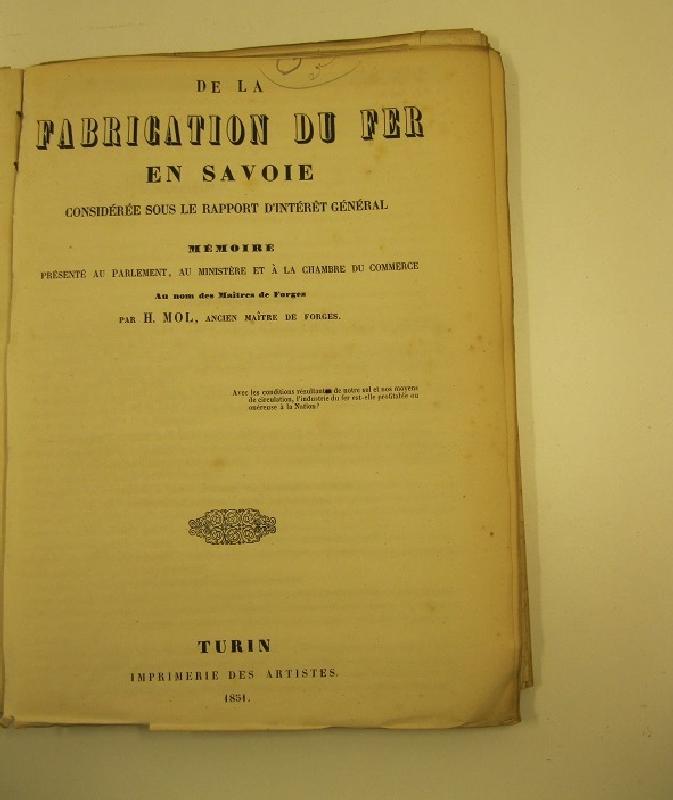 DE LA
FABRICATION DU FER
EN SAVOIE
CONSIDÉRÉE SOUS LE RAPPORT D'INTÉRÊT GÉNÉRAL
MÉMOIRE
PRÉSENTÉ AU PARLEMENT, AU MINISTÈRE ET À LA CHAMBRE DU COMMERCE
Au nom des Maîtres de Forges
PAR H. MOL, ANCIEN MAÎTRE DE FORGES.
Avec les conditions résultantes de notre sol et nos moyens
de circulation, l'industrie du fer est-elle profitable ou
onéreuse à la Nation?
TURIN
IMPRIMERIE DES ARTISTES.
1851.